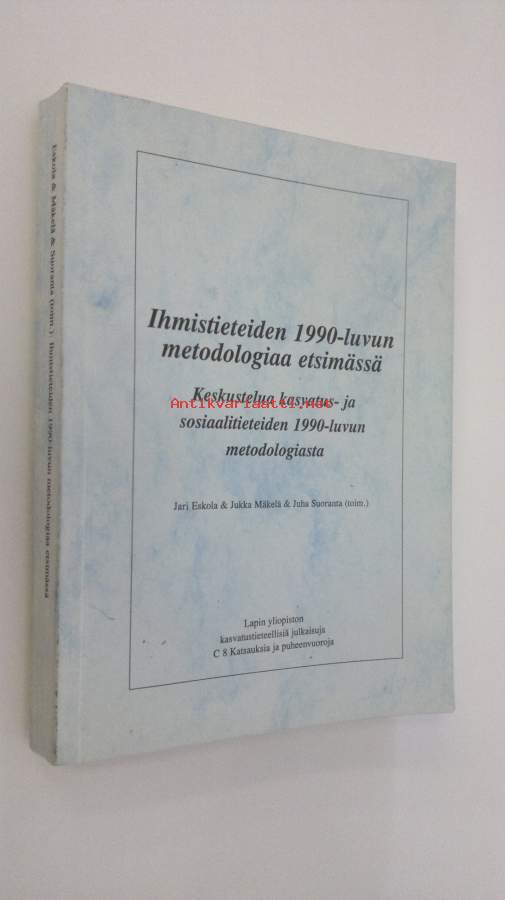 Eskola & Mäkelä & Suoranta (toim.) Ihmistieteiden 1990-luvun metodologiaa etsimässä
Ihmistieteiden 1990-luvun
metodologiaa etsimässä
Keskustelua kasvatus- ja
Antikvariaatti.net
sosiaalitieteiden 1990-luvun
metodologiasta
Jari Eskola & Jukka Mäkelä & Juha Suoranta (toim.)
Lapin yliopiston
kasvatustieteellisiä julkaisuja
C 8 Katsauksia ja puheenvuoroja